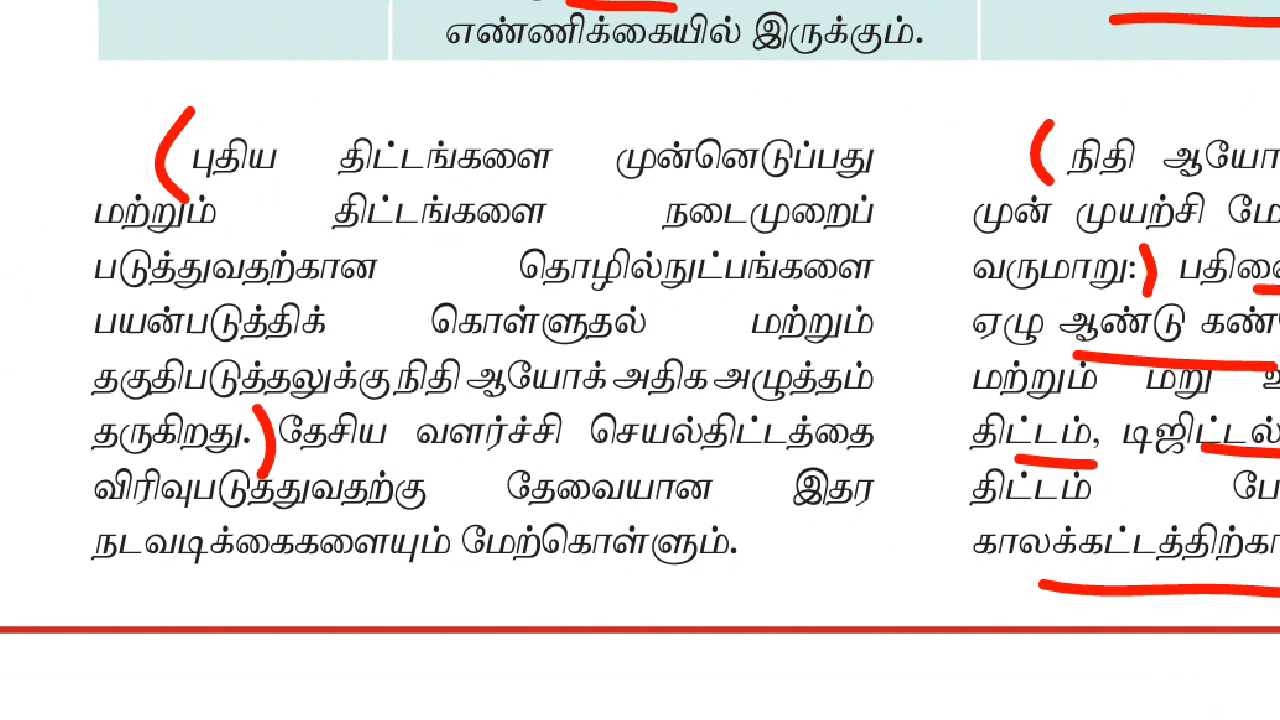 எண்ணிக்கையில் இருக்கும்.
புதிய திட்டங்களை முன்னெடுப்பது
மற்றும் திட்டங்களை நடைமுறைப்
படுத்துவதற்கான தொழில்நுட்பங்களை
பயன்படுத்திக் கொள்ளுதல் மற்றும்
தகுதிபடுத்தலுக்கு நிதி ஆயோக் அதிக அழுத்தம்
தருகிறது. தேசிய வளர்ச்சி செயல்திட்டத்தை
விரிவுபடுத்துவதற்கு தேவையான இதர
நடவடிக்கைகளையும் மேற்கொள்ளும்.
நிதி
முன் முயற்சி
வருமாறு:
ஏழு ஆண்டு
மற்றும் மறு
திட்டம், டிஜிட்டல்
திட்டம்